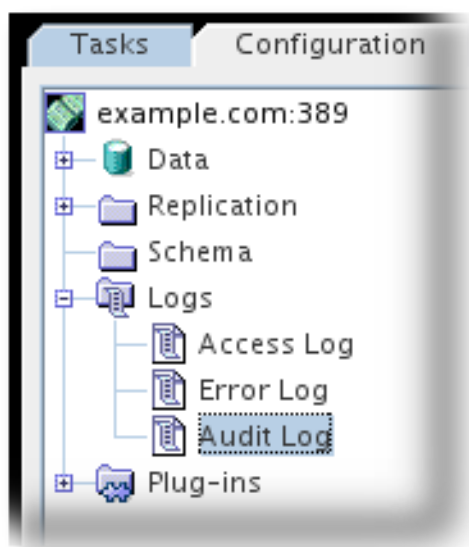 Tasks Configuration
example.com:389
Data
Replication
Schema
Logs
Access Log
Error Log
Audit Log
Plug-ins